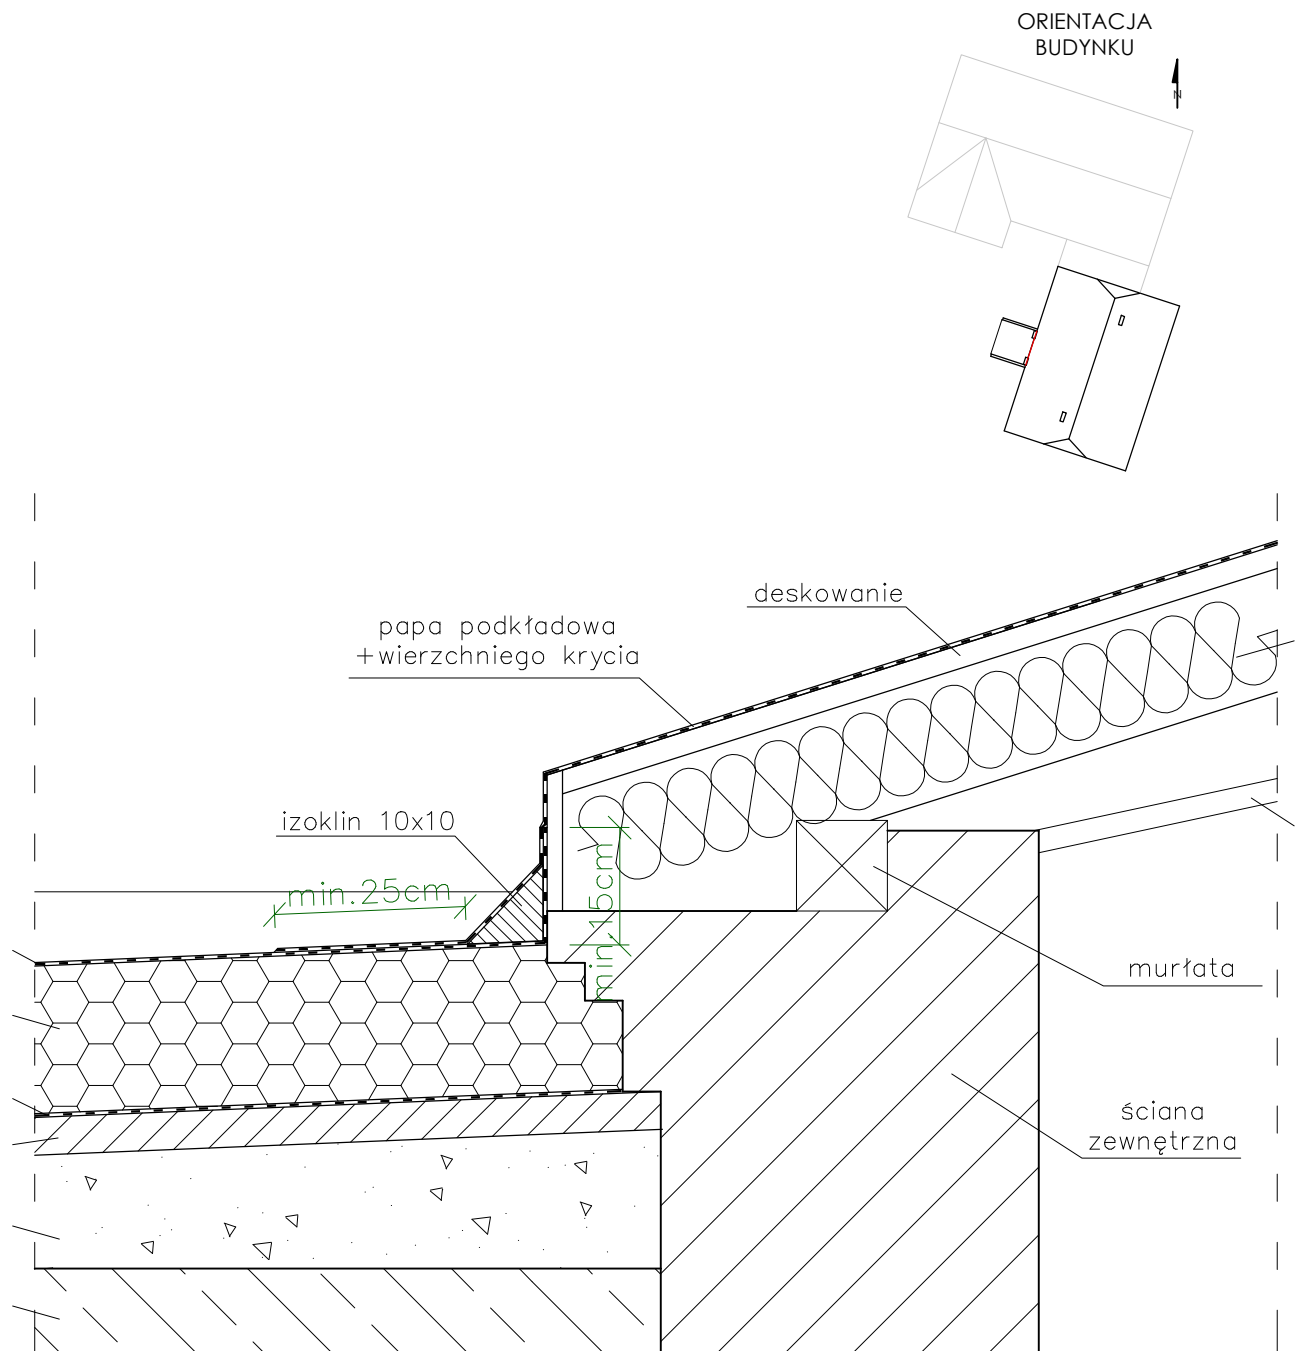 ORIENTACJA
BUDYNKU
N
deskowanie
papa podkładowa
+wierzchniego krycia
izoklin 10x10
min.25cm
min.15cm
murłata
ściana
zewnętrzna